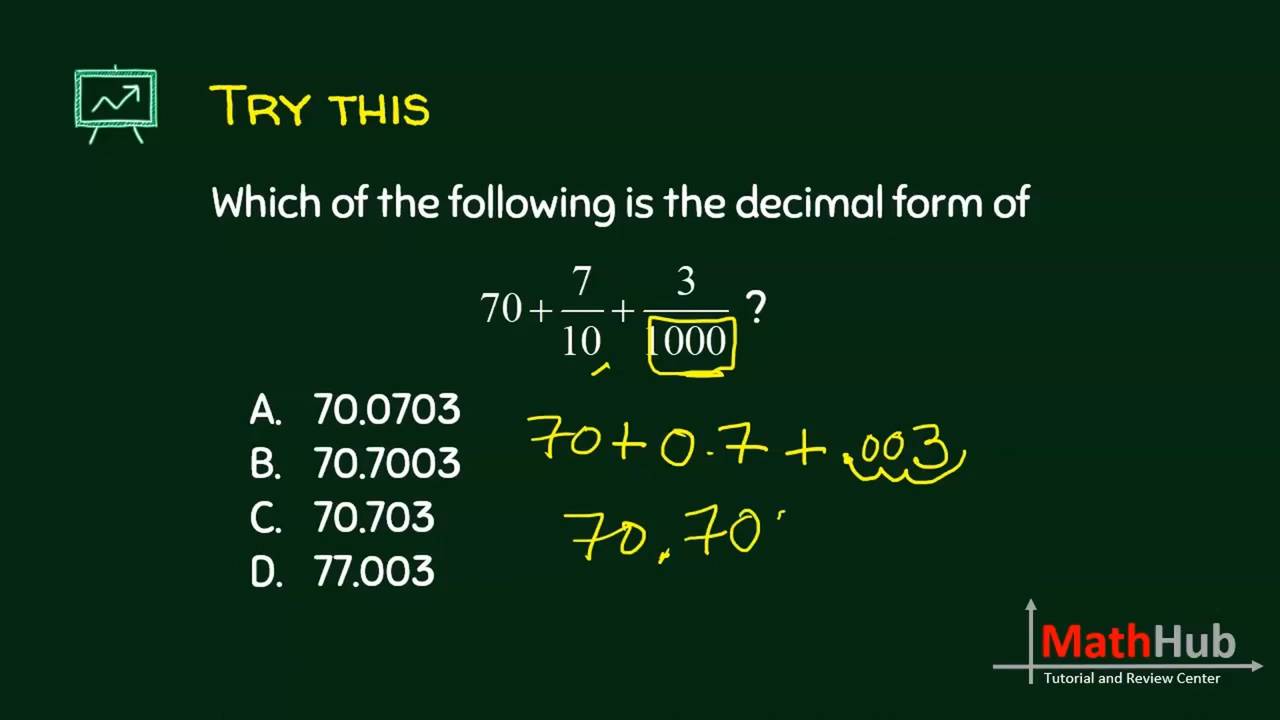 TRY THIS
Which of the following is the decimal form of
70 + 7/10 + 3/1000 ?
A. 70.0703
B. 70.7003
C. 70.703
D. 77.003
70 + 0.7 + .003
70.70
MathHub
Tutorial and Review Center